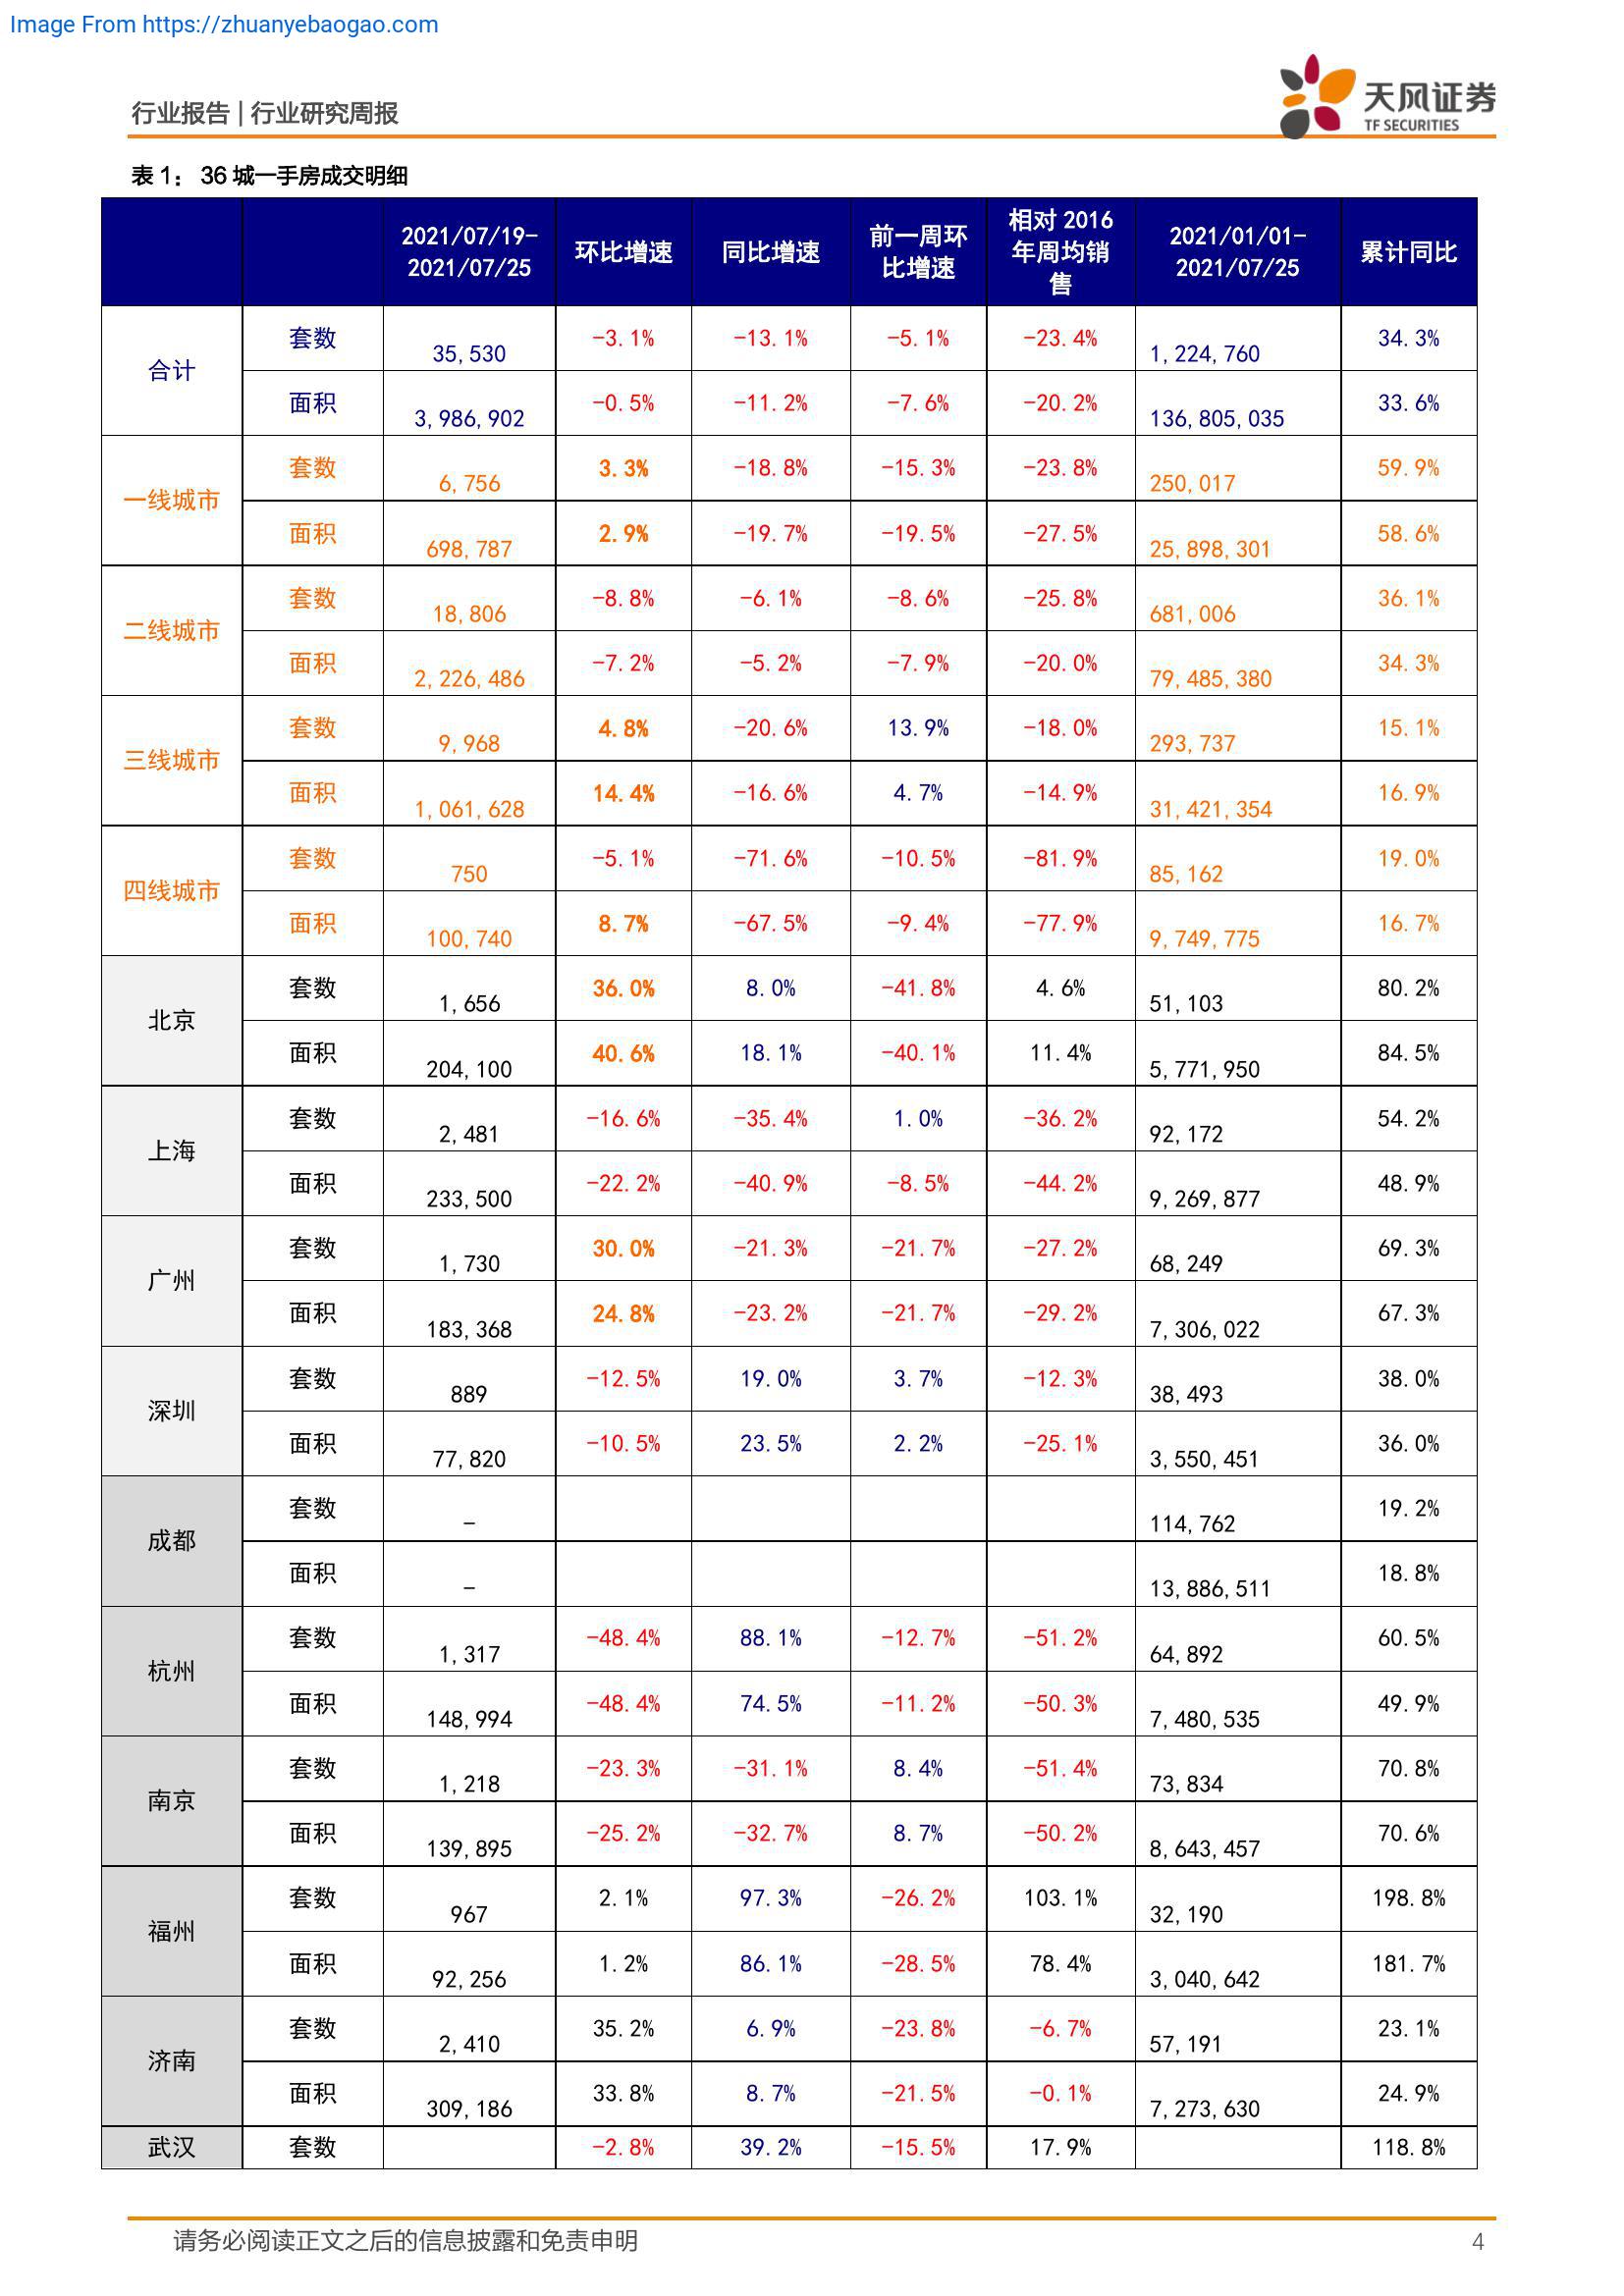 Image From https://zhuanyebaogao.com
行业报告 | 行业研究周报
天风证券
TF SECURITIES
表 1： 36 城一手房成交明细
2021/07/19-2021/07/25 环比增速 同比增速 前一周环比增速 相对 2016 年周均销售 2021/01/01-2021/07/25 累计同比
合计 套数 35,530 -3.1% -13.1% -5.1% -23.4% 1,224,760 34.3%
面积 3,986,902 -0.5% -11.2% -7.6% -20.2% 136,805,035 33.6%
一线城市 套数 6,756 3.3% -18.8% -15.3% -23.8% 250,017 59.9%
面积 698,787 2.9% -19.7% -19.5% -27.5% 25,898,301 58.6%
二线城市 套数 18,806 -8.8% -6.1% -8.6% -25.8% 681,006 36.1%
面积 2,226,486 -7.2% -5.2% -7.9% -20.0% 79,485,380 34.3%
三线城市 套数 9,968 4.8% -20.6% 13.9% -18.0% 293,737 15.1%
面积 1,061,628 14.4% -16.6% 4.7% -14.9% 31,421,354 16.9%
四线城市 套数 750 -5.1% -71.6% -10.5% -81.9% 85,162 19.0%
面积 100,740 8.7% -67.5% -9.4% -77.9% 9,749,775 16.7%
北京 套数 1,656 36.0% 8.0% -41.8% 4.6% 51,103 80.2%
面积 204,100 40.6% 18.1% -40.1% 11.4% 5,771,950 84.5%
上海 套数 2,481 -16.6% -35.4% 1.0% -36.2% 92,172 54.2%
面积 233,500 -22.2% -40.9% -8.5% -44.2% 9,269,877 48.9%
广州 套数 1,730 30.0% -21.3% -21.7% -27.2% 68,249 69.3%
面积 183,368 24.8% -23.2% -21.7% -29.2% 7,306,022 67.3%
深圳 套数 889 -12.5% 19.0% 3.7% -12.3% 38,493 38.0%
面积 77,820 -10.5% 23.5% 2.2% -25.1% 3,550,451 36.0%
成都 套数 - 114,762 19.2%
面积 - 13,886,511 18.8%
杭州 套数 1,317 -48.4% 88.1% -12.7% -51.2% 64,892 60.5%
面积 148,994 -48.4% 74.5% -11.2% -50.3% 7,480,535 49.9%
南京 套数 1,218 -23.3% -31.1% 8.4% -51.4% 73,834 70.8%
面积 139,895 -25.2% -32.7% 8.7% -50.2% 8,643,457 70.6%
福州 套数 967 2.1% 97.3% -26.2% 103.1% 32,190 198.8%
面积 92,256 1.2% 86.1% -28.5% 78.4% 3,040,642 181.7%
济南 套数 2,410 35.2% 6.9% -23.8% -6.7% 57,191 23.1%
面积 309,186 33.8% 8.7% -21.5% -0.1% 7,273,630 24.9%
武汉 套数 -2.8% 39.2% -15.5% 17.9% 118.8%
请务必阅读正文之后的信息披露和免责申明 4